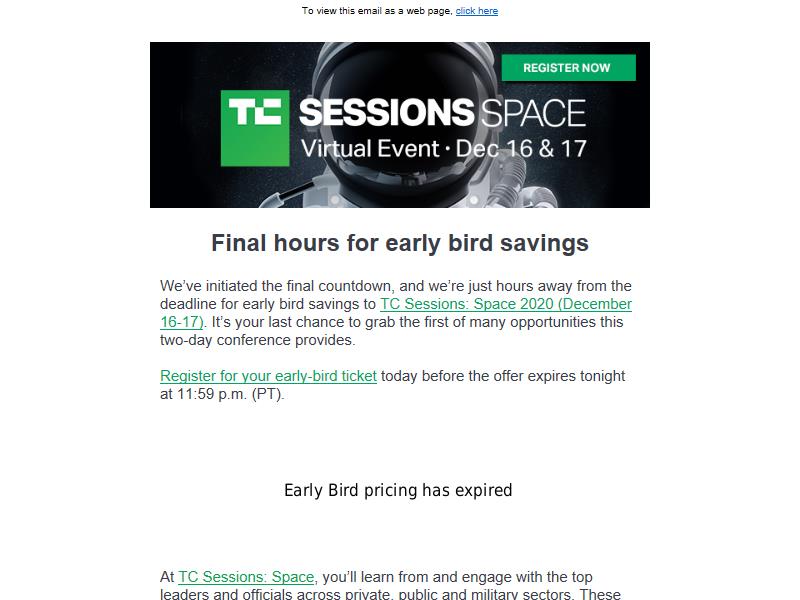 To view this email as a web page, click here
REGISTER NOW
TC SESSIONS SPACE
Virtual Event · Dec 16 & 17
Final hours for early bird savings
We’ve initiated the final countdown, and we’re just hours away from the
deadline for early bird savings to TC Sessions: Space 2020 (December
16-17). It’s your last chance to grab the first of many opportunities this
two-day conference provides.
Register for your early-bird ticket today before the offer expires tonight
at 11:59 p.m. (PT).
Early Bird pricing has expired
At TC Sessions: Space, you’ll learn from and engage with the top
leaders and officials across private, public and military sectors. These